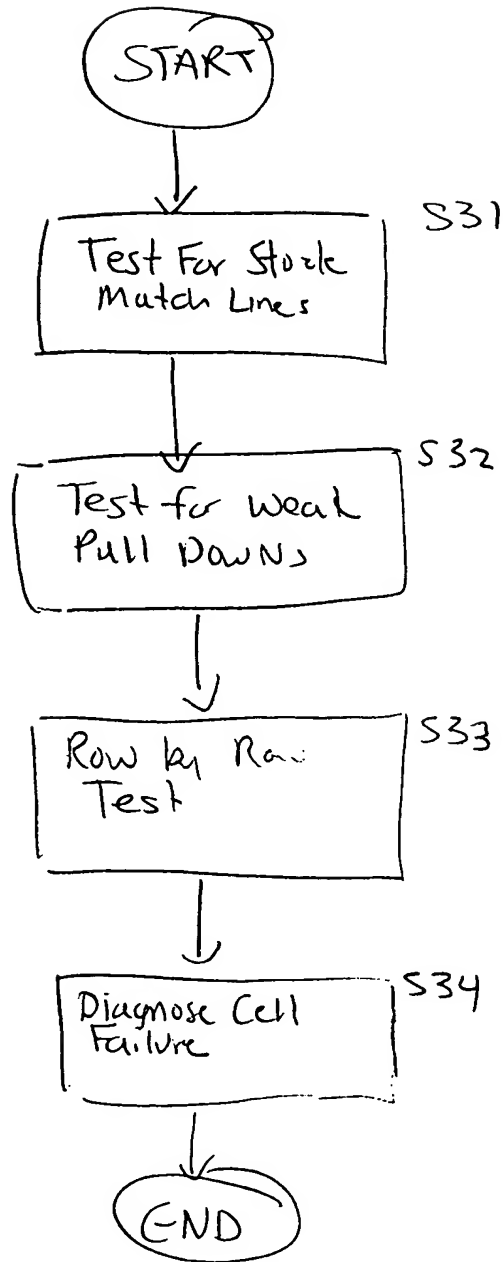 START
S31
Test For Stuck
Match Lines
S32
Test for weak
Pull Downs
S33
Row by Row
Test
S34
Diagnose Cell
Failure
END